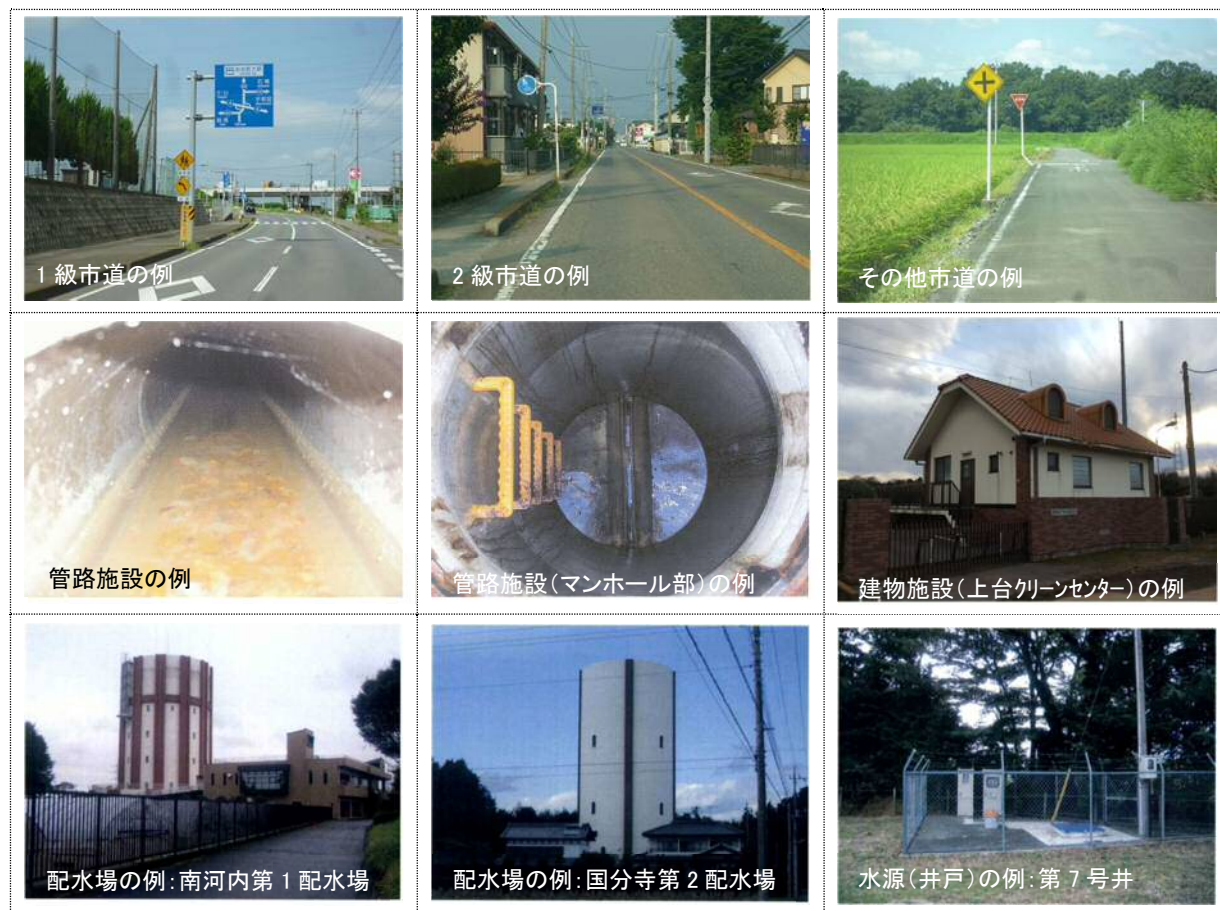 1 級市道の例
2 級市道の例
その他市道の例
管路施設の例
管路施設(マンホール部)の例
建物施設(上台クリーンセンター)の例
配水場の例:南河内第 1 配水場
配水場の例:国分寺第 2 配水場
水源(井戸)の例:第 7 号井